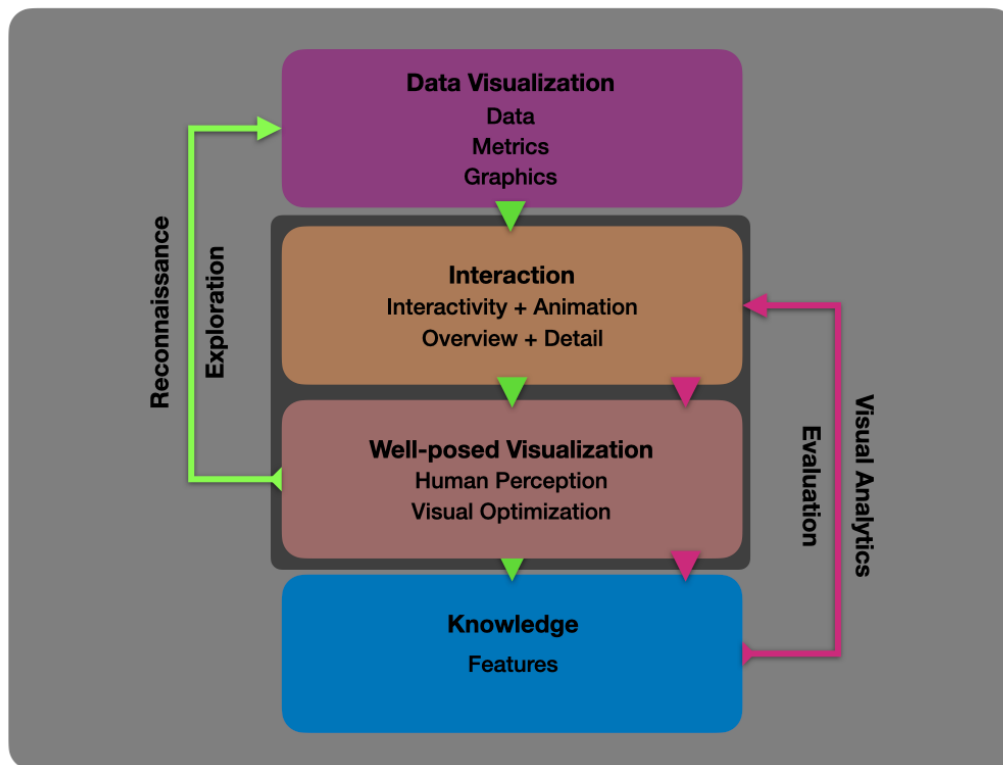 Data Visualization
Data
Metrics
Graphics
Reconnaissance
Exploration
Interaction
Interactivity + Animation
Overview + Detail
Well-posed Visualization
Human Perception
Visual Optimization
Evaluation
Visual Analytics
Knowledge
Features